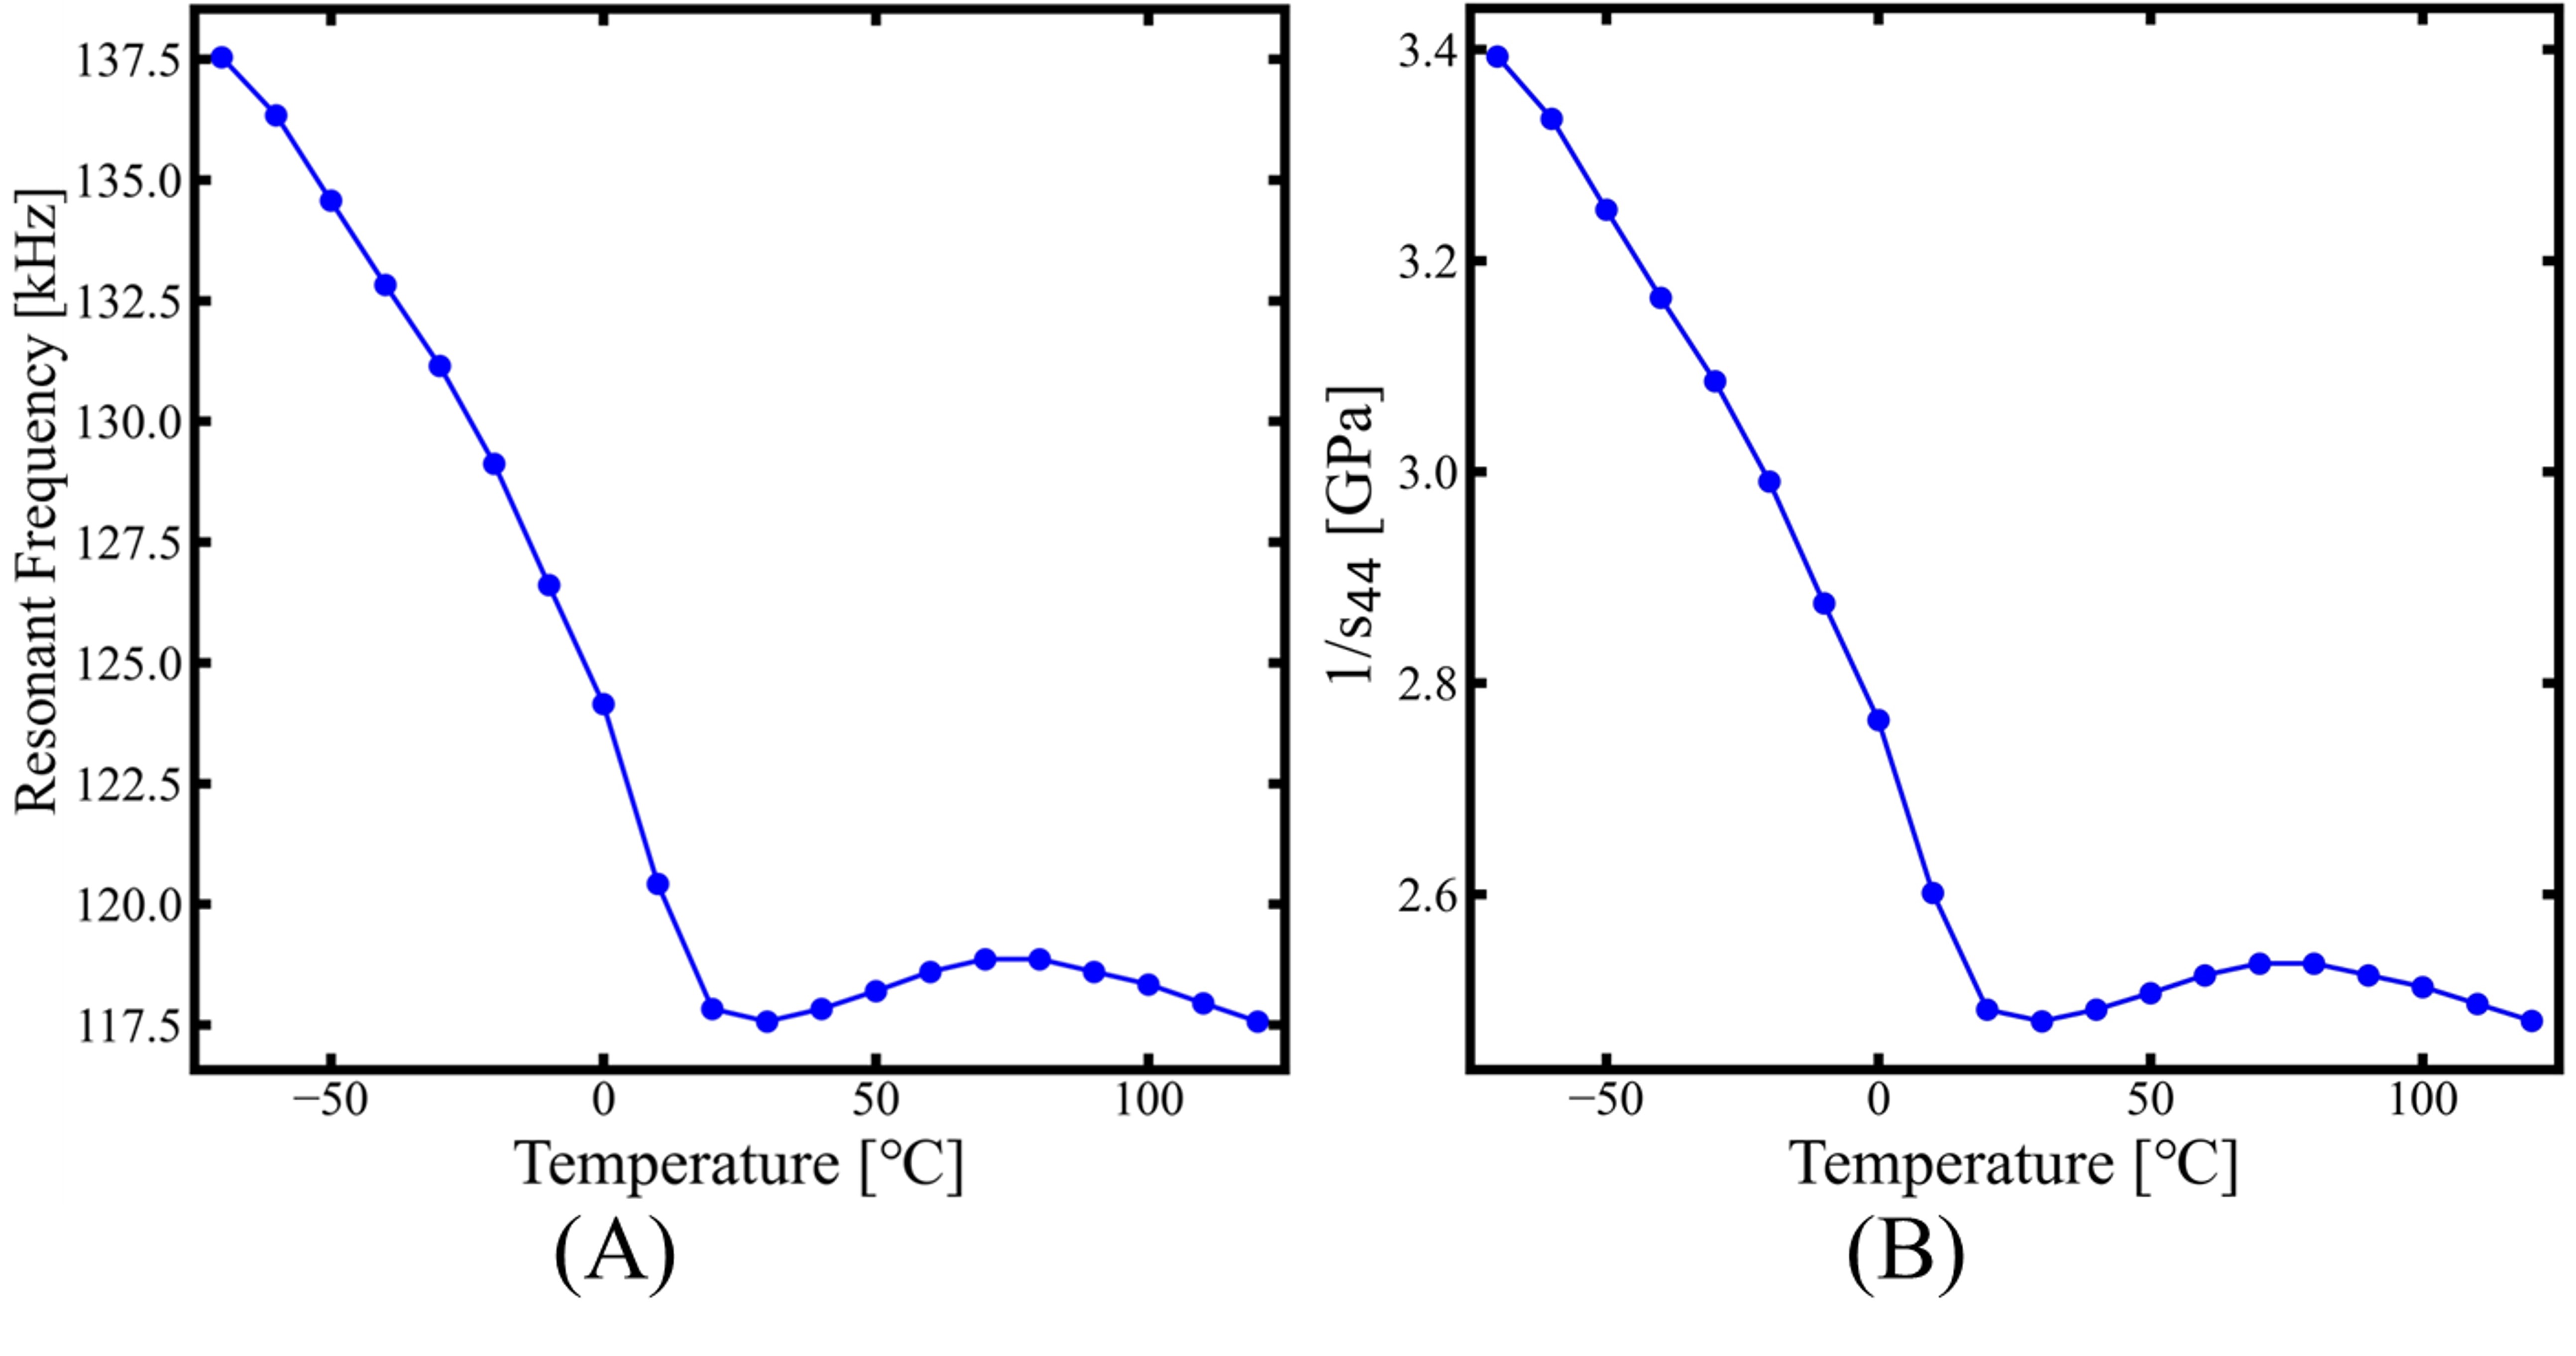 Resonant Frequency [kHz]
137.5
135.0
132.5
130.0
127.5
125.0
122.5
120.0
117.5
−50 0 50 100
Temperature [°C]
(A)
1/s44 [GPa]
3.4
3.2
3.0
2.8
2.6
−50 0 50 100
Temperature [°C]
(B)